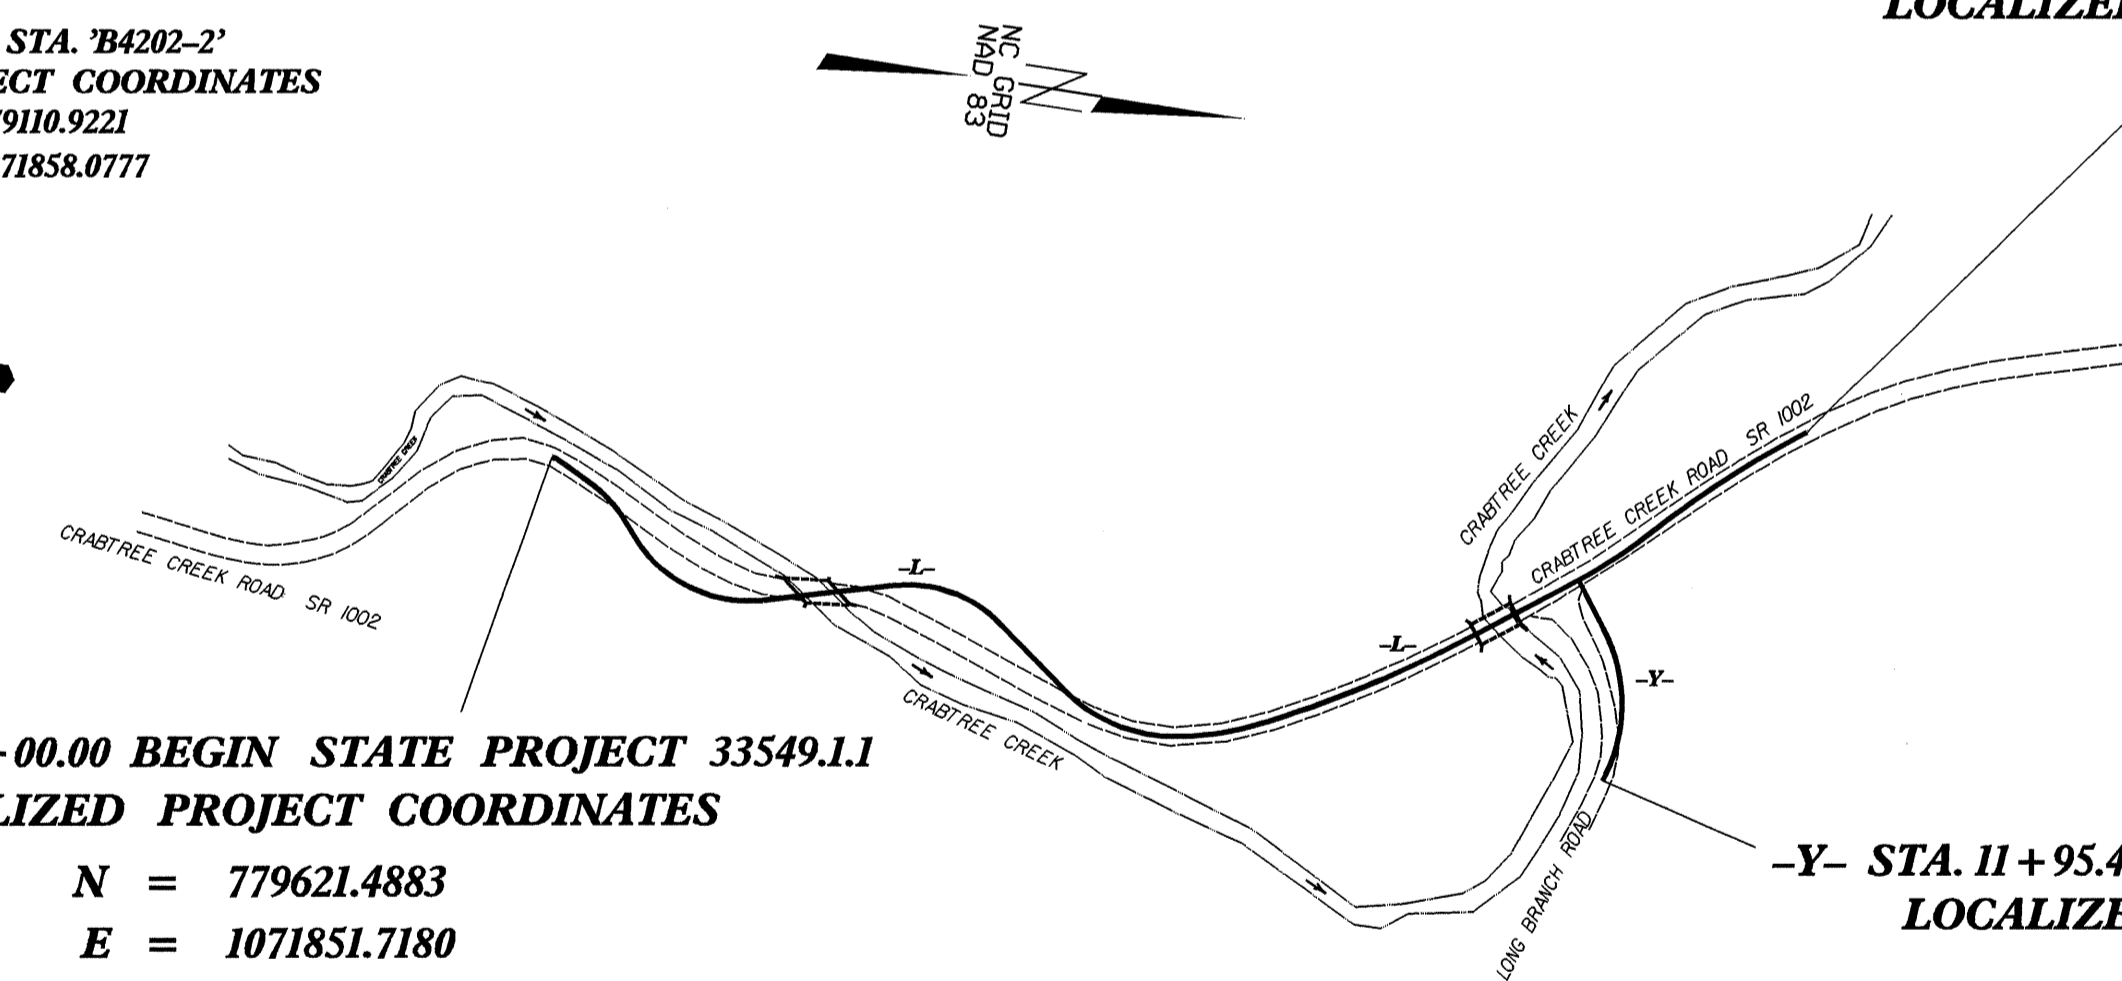 LOCALIZE
STA. 'B4202–2'
ECT COORDINATES
9110.9221
71858.0777
NC GRID
NAD 83
CRABTREE CREEK
CRABTREE CREEK ROAD SR 1002
–L–
CRABTREE CREEK
CRABTREE CREEK
CRABTREE CREEK ROAD SR 1002
–L–
–Y–
LONG BRANCH ROAD
+00.00 BEGIN STATE PROJECT 33549.1.1
LIZED PROJECT COORDINATES
N = 779621.4883
E = 1071851.7180
–Y– STA. 11+95.4
LOCALIZE